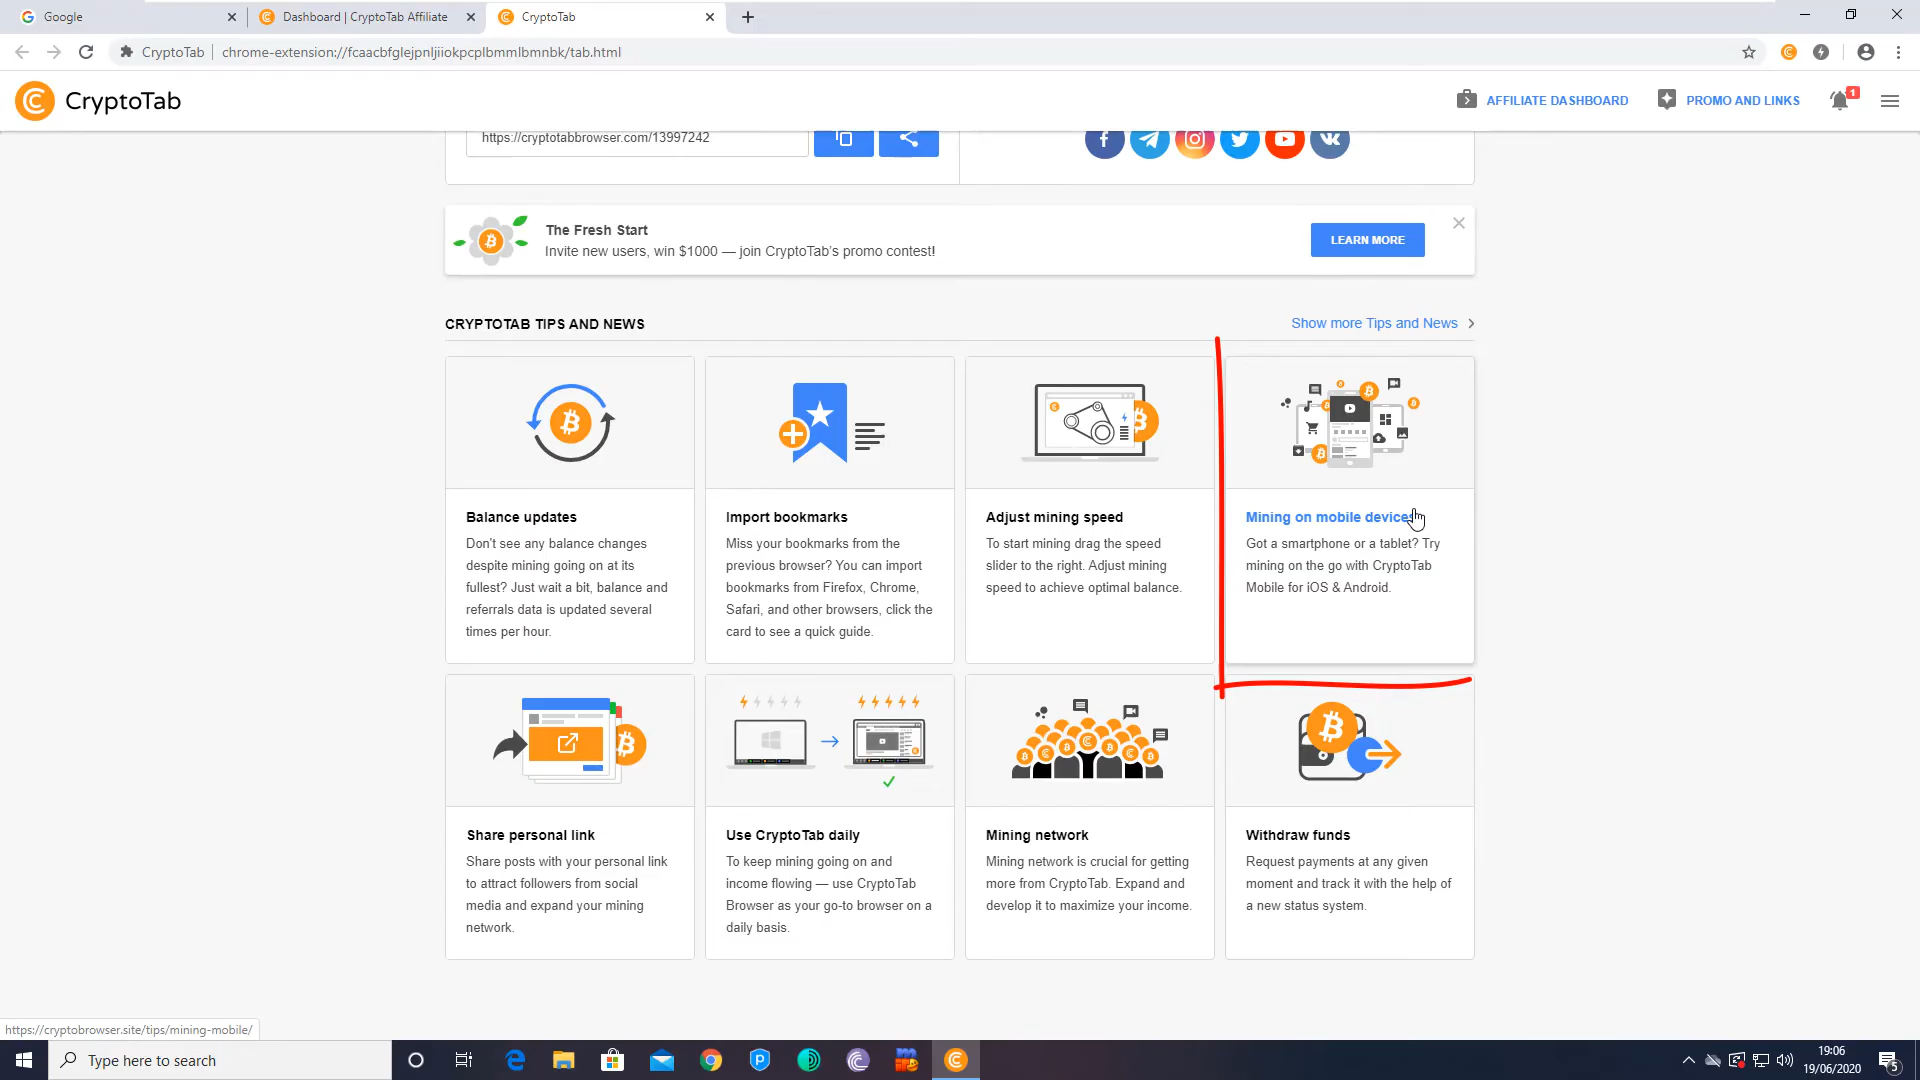 Google
Dashboard | CryptoTab Affiliate
CryptoTab
CryptoTab
chrome-extension://fcaacbfglejpnljiiokpcplbmmlbmnbk/tab.html
CryptoTab
AFFILIATE DASHBOARD
PROMO AND LINKS
1
https://cryptotabbrowser.com/13997242
The Fresh Start
Invite new users, win $1000 — join CryptoTab's promo contest!
LEARN MORE
CRYPTOTAB TIPS AND NEWS
Show more Tips and News
Balance updates
Don't see any balance changes
despite mining going on at its
fullest? Just wait a bit, balance and
referrals data is updated several
times per hour.
Import bookmarks
Miss your bookmarks from the
previous browser? You can import
bookmarks from Firefox, Chrome,
Safari, and other browsers, click the
card to see a quick guide.
Adjust mining speed
To start mining drag the speed
slider to the right. Adjust mining
speed to achieve optimal balance.
Mining on mobile devices
Got a smartphone or a tablet? Try
mining on the go with CryptoTab
Mobile for iOS & Android.
Share personal link
Share posts with your personal link
to attract followers from social
media and expand your mining
network.
Use CryptoTab daily
To keep mining going on and
income flowing — use CryptoTab
Browser as your go-to browser on a
daily basis.
Mining network
Mining network is crucial for getting
more from CryptoTab. Expand and
develop it to maximize your income.
Withdraw funds
Request payments at any given
moment and track it with the help of
a new status system.
https://cryptobrowser.site/tips/mining-mobile/
Type here to search
19:06
19/06/2020
5